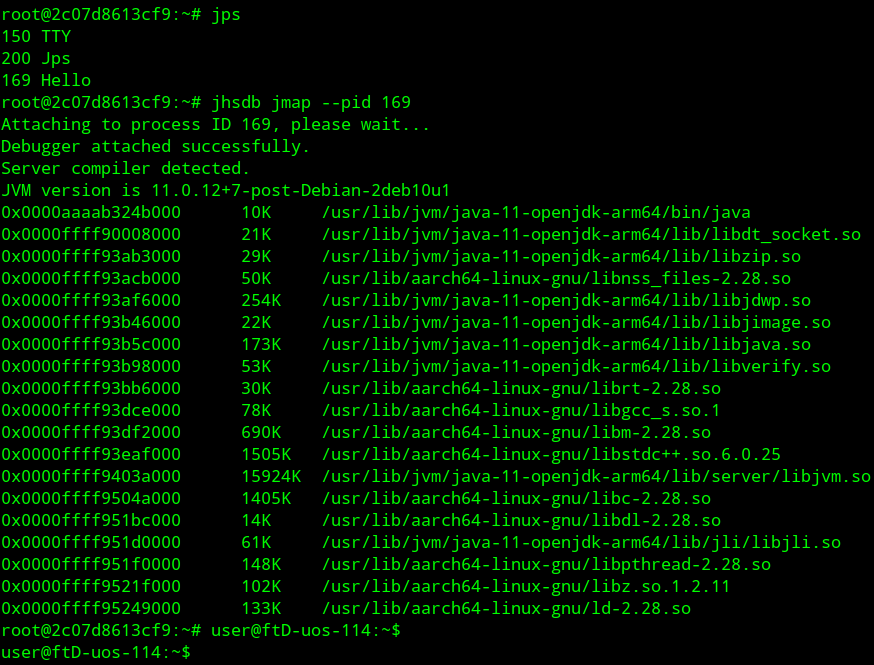 root@2c07d8613cf9:~# jps
150 TTY
200 Jps
169 Hello
root@2c07d8613cf9:~# jhsdb jmap --pid 169
Attaching to process ID 169, please wait...
Debugger attached successfully.
Server compiler detected.
JVM version is 11.0.12+7-post-Debian-2deb10u1
0x0000aaaab324b000      10K     /usr/lib/jvm/java-11-openjdk-arm64/bin/java
0x0000ffff90008000      21K     /usr/lib/jvm/java-11-openjdk-arm64/lib/libdt_socket.so
0x0000ffff93ab3000      29K     /usr/lib/jvm/java-11-openjdk-arm64/lib/libzip.so
0x0000ffff93acb000      50K     /usr/lib/aarch64-linux-gnu/libnss_files-2.28.so
0x0000ffff93af6000      254K    /usr/lib/jvm/java-11-openjdk-arm64/lib/libjdwp.so
0x0000ffff93b46000      22K     /usr/lib/jvm/java-11-openjdk-arm64/lib/libjimage.so
0x0000ffff93b5c000      173K    /usr/lib/jvm/java-11-openjdk-arm64/lib/libjava.so
0x0000ffff93b98000      53K     /usr/lib/jvm/java-11-openjdk-arm64/lib/libverify.so
0x0000ffff93bb6000      30K     /usr/lib/aarch64-linux-gnu/librt-2.28.so
0x0000ffff93dce000      78K     /usr/lib/aarch64-linux-gnu/libgcc_s.so.1
0x0000ffff93df2000      690K    /usr/lib/aarch64-linux-gnu/libm-2.28.so
0x0000ffff93eaf000      1505K   /usr/lib/aarch64-linux-gnu/libstdc++.so.6.0.25
0x0000ffff9403a000      15924K  /usr/lib/jvm/java-11-openjdk-arm64/lib/server/libjvm.so
0x0000ffff9504a000      1405K   /usr/lib/aarch64-linux-gnu/libc-2.28.so
0x0000ffff951bc000      14K     /usr/lib/aarch64-linux-gnu/libdl-2.28.so
0x0000ffff951d0000      61K     /usr/lib/jvm/java-11-openjdk-arm64/lib/jli/libjli.so
0x0000ffff951f0000      148K    /usr/lib/aarch64-linux-gnu/libpthread-2.28.so
0x0000ffff9521f000      102K    /usr/lib/aarch64-linux-gnu/libz.so.1.2.11
0x0000ffff95249000      133K    /usr/lib/aarch64-linux-gnu/ld-2.28.so
root@2c07d8613cf9:~# user@ftD-uos-114:~$
user@ftD-uos-114:~$